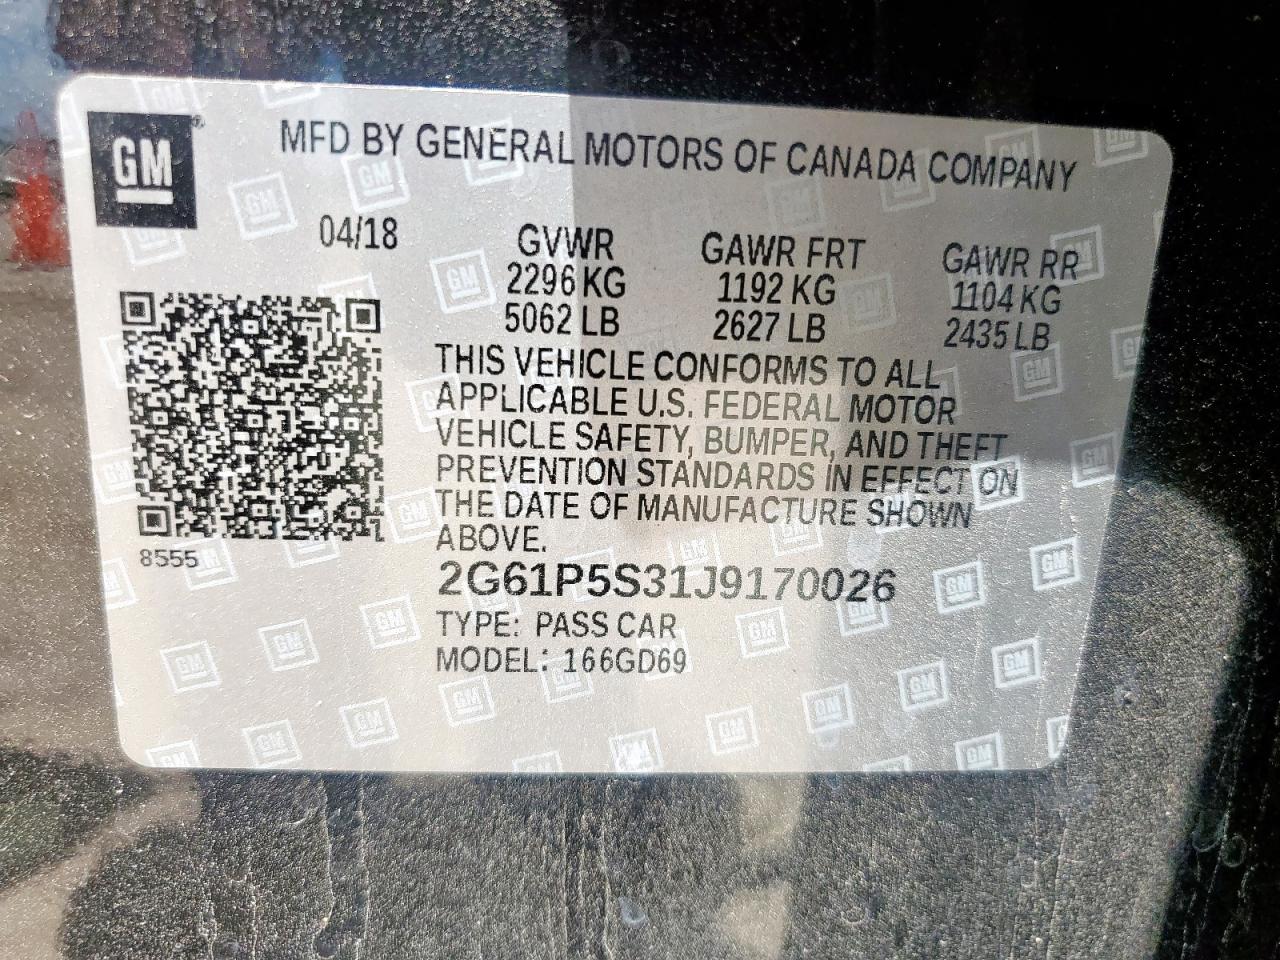 GM
MFD BY GENERAL MOTORS OF CANADA COMPANY
04/18 GVWR GAWR FRT GAWR RR
2296 KG 1192 KG 1104 KG
5062 LB 2627 LB 2435 LB
THIS VEHICLE CONFORMS TO ALL
APPLICABLE U.S. FEDERAL MOTOR
VEHICLE SAFETY, BUMPER, AND THEFT
PREVENTION STANDARDS IN EFFECT ON
THE DATE OF MANUFACTURE SHOWN
ABOVE.
8555
2G61P5S31J9170026
TYPE: PASS CAR
MODEL: 166GD69